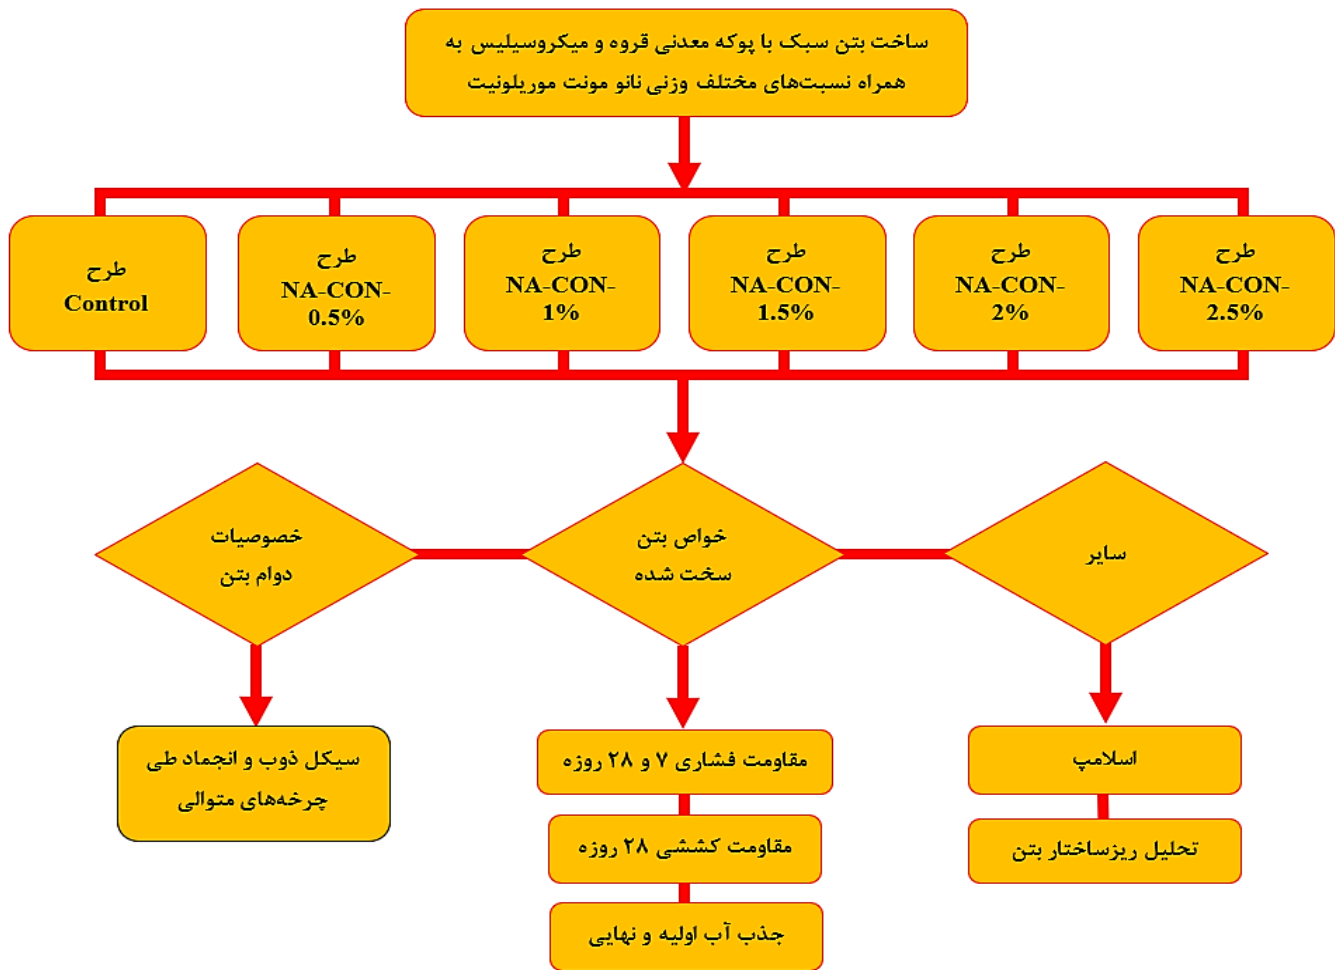 ساخت بتن سبک با پوکه معدنی قروه و میکروسیلیس به
همراه نسبت‌های مختلف وزنی نانو مونت موریلونیت
طرح
Control
طرح
NA-CON-
0.5%
طرح
NA-CON-
1%
طرح
NA-CON-
1.5%
طرح
NA-CON-
2%
طرح
NA-CON-
2.5%
خصوصیات
دوام بتن
خواص بتن
سخت شده
سایر
سیکل ذوب و انجماد طی
چرخه‌های متوالی
مقاومت فشاری ۷ و ۲۸ روزه
مقاومت کششی ۲۸ روزه
جذب آب اولیه و نهایی
اسلامپ
تحلیل ریزساختار بتن